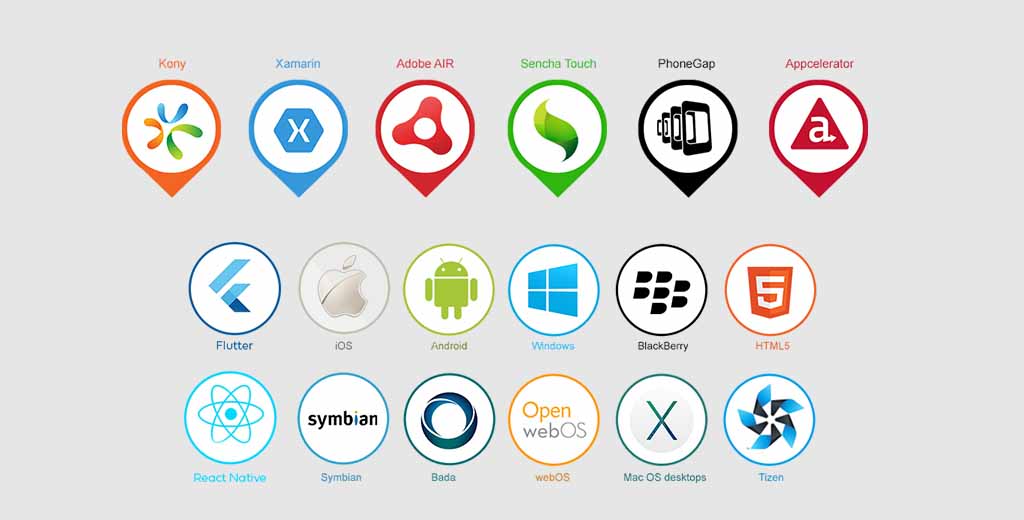 Kony
Xamarin
Adobe AIR
Sencha Touch
PhoneGap
Appcelerator
X
a
5
Flutter
iOS
Android
Windows
BlackBerry
HTML5
symbian
Open
webOS
X
React Native
Symbian
Bada
webOS
Mac OS desktops
Tizen